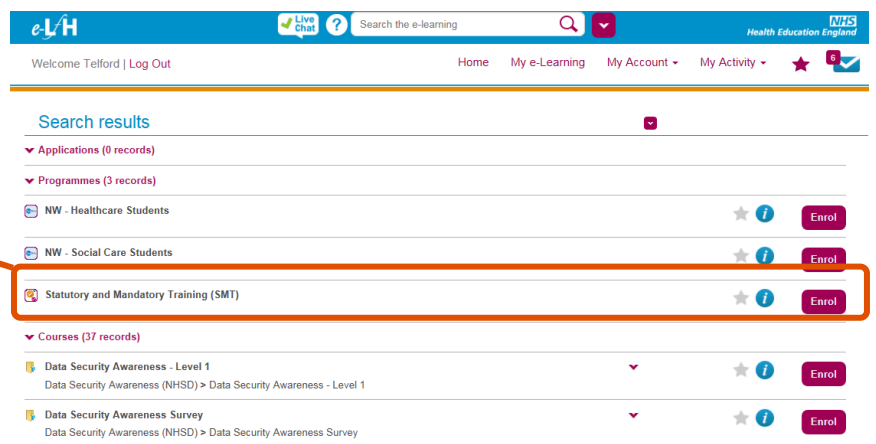 e-LfH
Live Chat ? Search the e-learning
NHS
Health Education England
Welcome Telford | Log Out Home My e-Learning My Account My Activity 6
Search results
Applications (0 records)
Programmes (3 records)
NW - Healthcare Students i Enrol
NW - Social Care Students i Enrol
Statutory and Mandatory Training (SMT) i Enrol
Courses (37 records)
Data Security Awareness - Level 1 i Enrol
Data Security Awareness (NHSD) > Data Security Awareness - Level 1
Data Security Awareness Survey i Enrol
Data Security Awareness (NHSD) > Data Security Awareness Survey